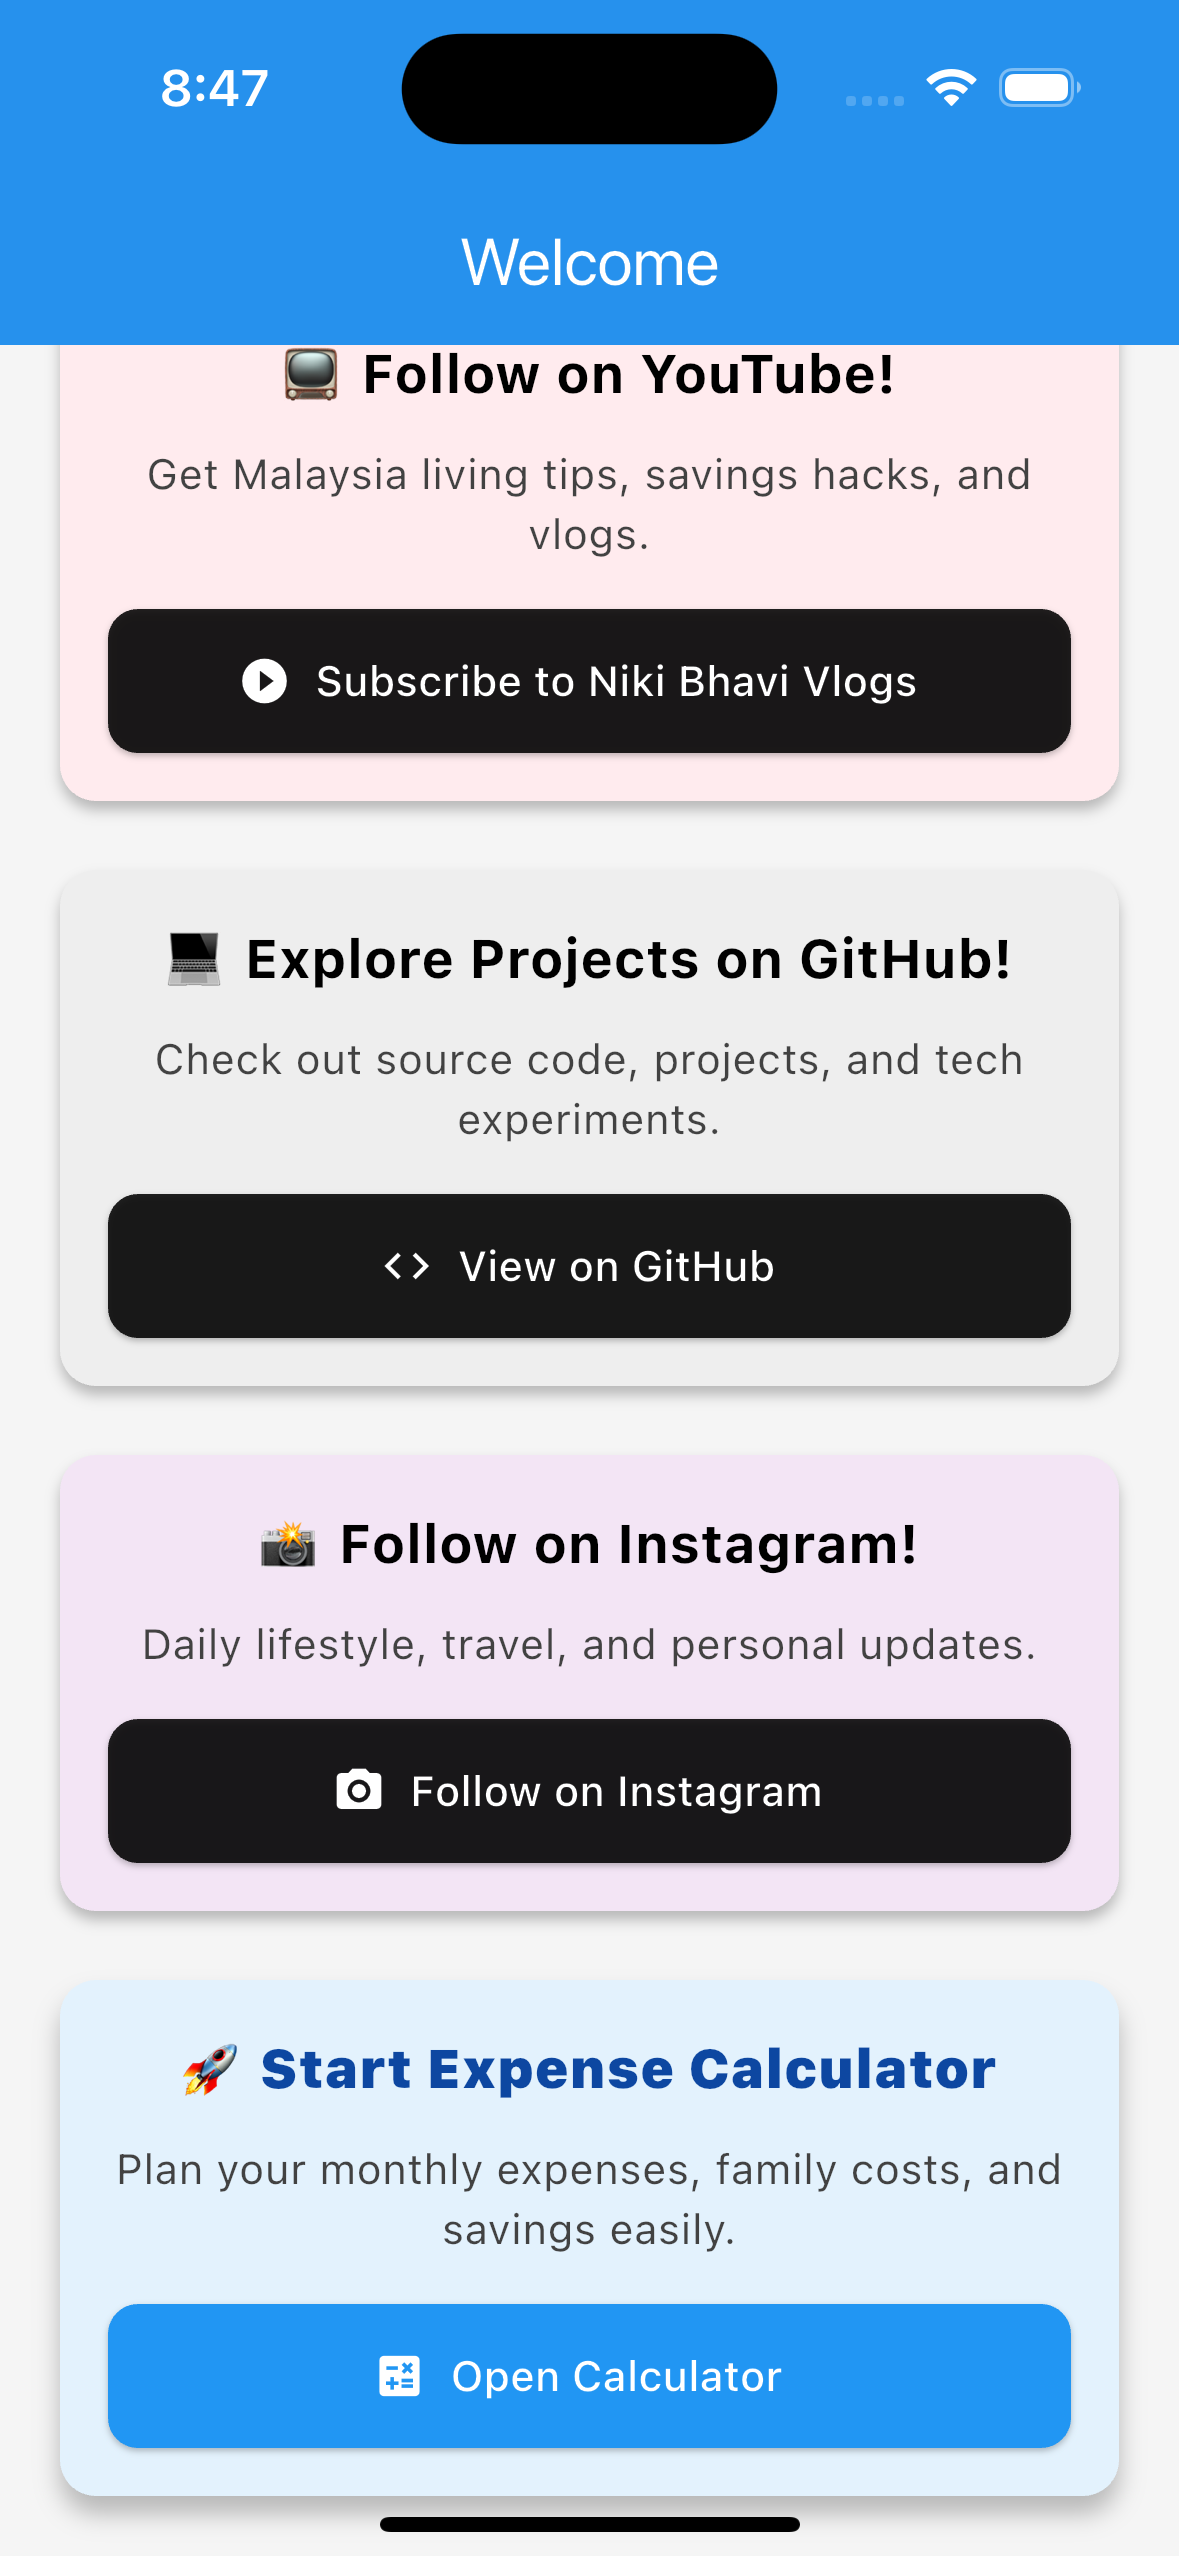 8:47
Welcome
📺 Follow on YouTube!
Get Malaysia living tips, savings hacks, and
vlogs.
Subscribe to Niki Bhavi Vlogs
💻 Explore Projects on GitHub!
Check out source code, projects, and tech
experiments.
<> View on GitHub
📸 Follow on Instagram!
Daily lifestyle, travel, and personal updates.
Follow on Instagram
🚀 Start Expense Calculator
Plan your monthly expenses, family costs, and
savings easily.
Open Calculator